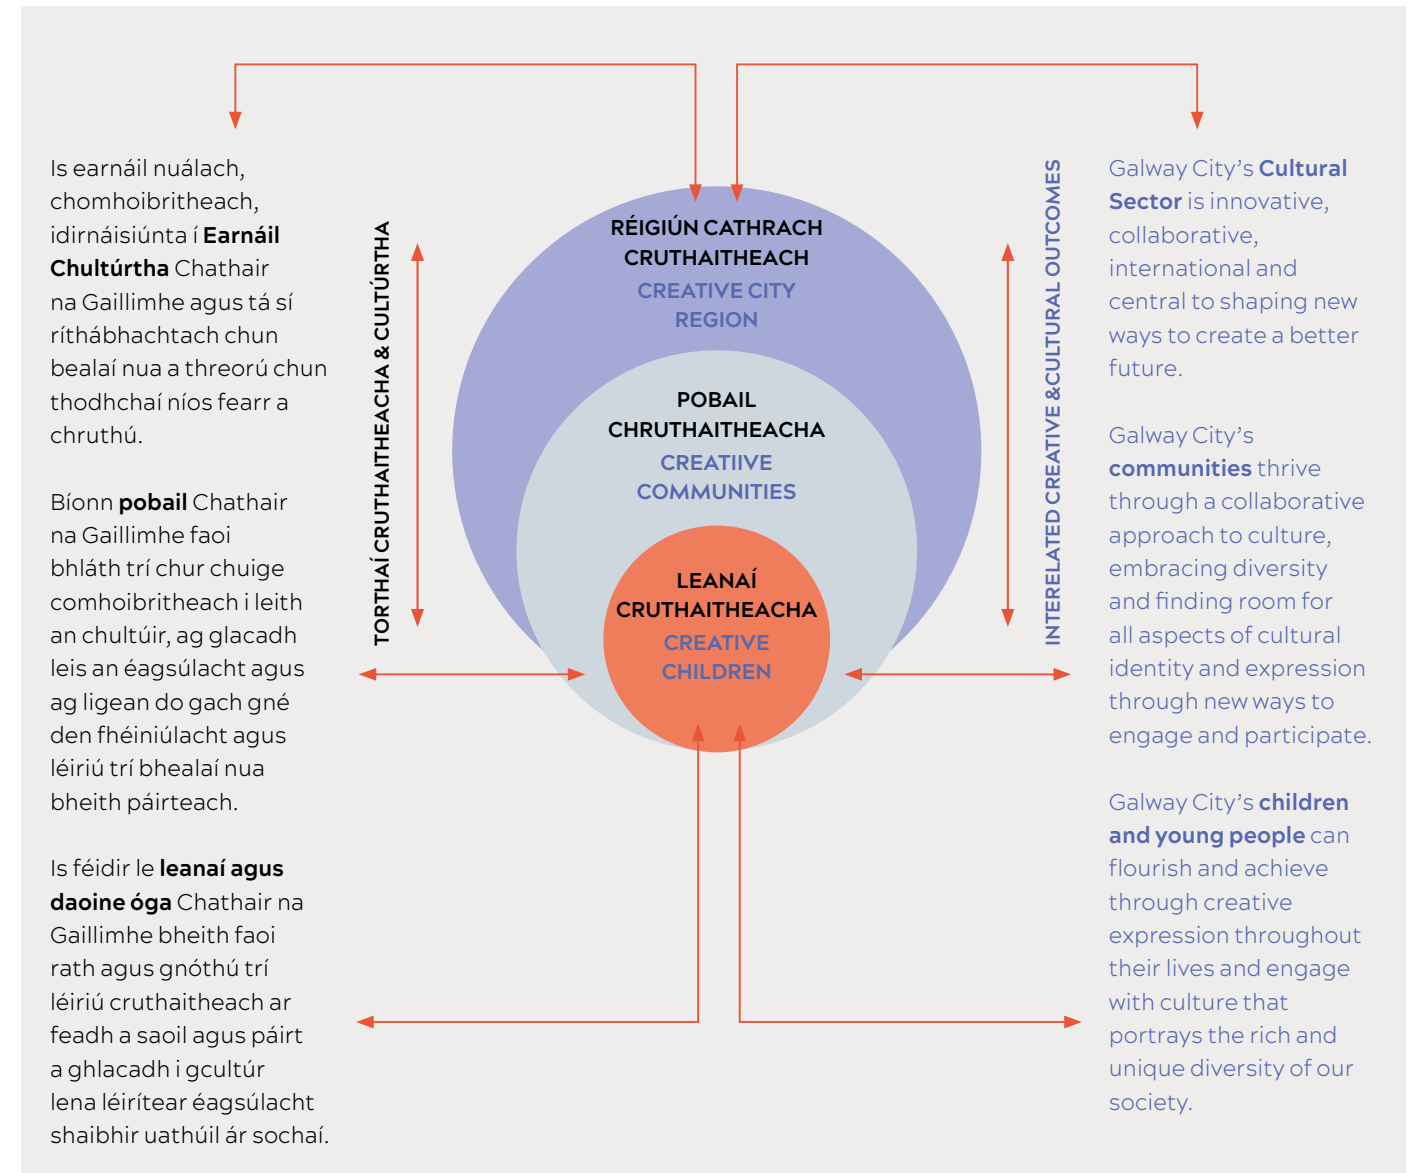 Is earnáil nuálach,
chomhoibritheach,
idirnáisiúnta í Earnáil
Chultúrtha Chathair
na Gaillimhe agus tá sí
ríthábhachtach chun
bealaí nua a threorú chun
thodhchaí níos fearr a
chruthú.
Bíonn pobail Chathair
na Gaillimhe faoi
bhláth trí chur chuige
comhoibritheach i leith
an chultúir, ag glacadh
leis an éagsúlacht agus
ag ligean do gach gné
den fhéiniúlacht agus
léiriú trí bhealaí nua
bheith páirteach.
Is féidir le leanaí agus
daoine óga Chathair na
Gaillimhe bheith faoi
rath agus gnóthú trí
léiriú cruthaitheach ar
feadh a saoil agus páirt
a ghlacadh i gcultúr
lena léirítear éagsúlacht
shaibhir uathúil ár sochaí.
TORTHAÍ CRUTHAITHEACHA & CULTÚRTHA
RÉIGIÚN CATHRACH
CRUTHAITHEACH
CREATIVE CITY
REGION
POBAIL
CHRUTHAITHEACHA
CREATIIVE
COMMUNITIES
LEANAÍ
CRUTHAITHEACHA
CREATIVE
CHILDREN
INTERELATED CREATIVE &CULTURAL OUTCOMES
Galway City’s Cultural
Sector is innovative,
collaborative,
international and
central to shaping new
ways to create a better
future.
Galway City’s
communities thrive
through a collaborative
approach to culture,
embracing diversity
and finding room for
all aspects of cultural
identity and expression
through new ways to
engage and participate.
Galway City’s children
and young people can
flourish and achieve
through creative
expression throughout
their lives and engage
with culture that
portrays the rich and
unique diversity of our
society.